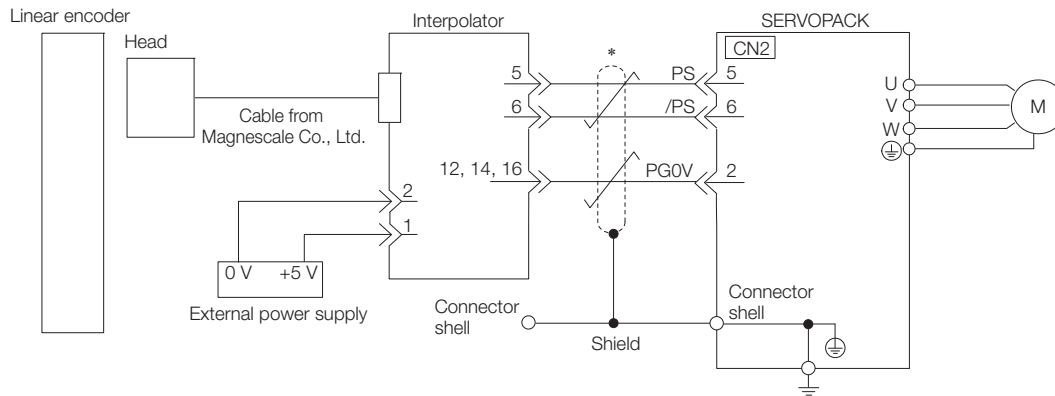 Linear encoder
Head
Interpolator
SERVOPACK
CN2
*
5 PS 5
6 /PS 6
12, 14, 16 PG0V 2
Cable from
Magnescale Co., Ltd.
2
1
0 V +5 V
External power supply
Connector
shell
Shield
Connector
shell
U
V
W
M